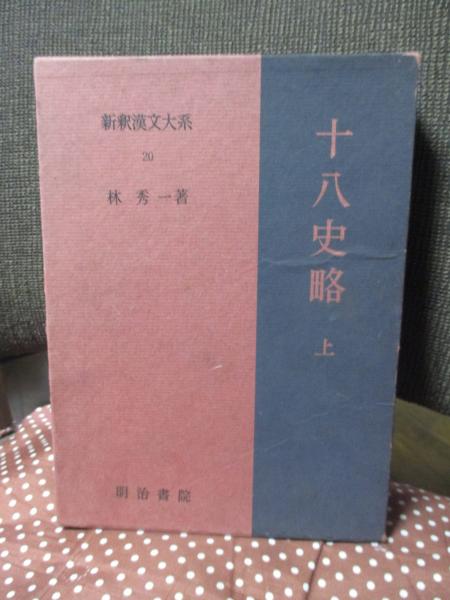 十八史略 上
新釈漢文大系
20
林秀一著
明治書院